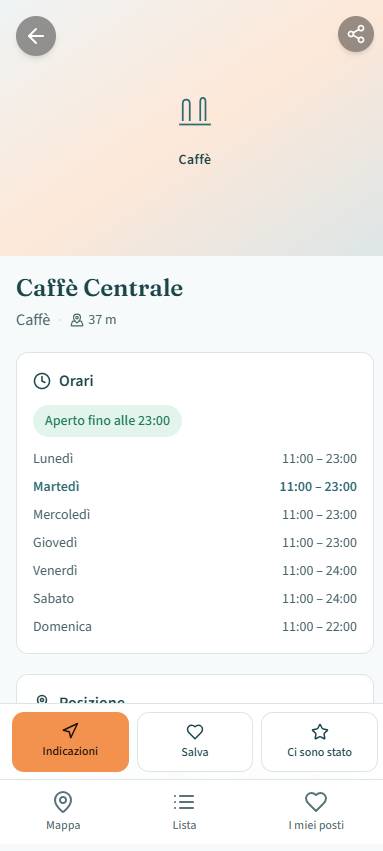 Caffè
Caffè Centrale
Caffè · 37 m
Orari
Aperto fino alle 23:00
Lunedì 11:00 – 23:00
Martedì 11:00 – 23:00
Mercoledì 11:00 – 23:00
Giovedì 11:00 – 23:00
Venerdì 11:00 – 24:00
Sabato 11:00 – 24:00
Domenica 11:00 – 22:00
Posizione
Indicazioni Salva Ci sono stato
Mappa Lista I miei posti